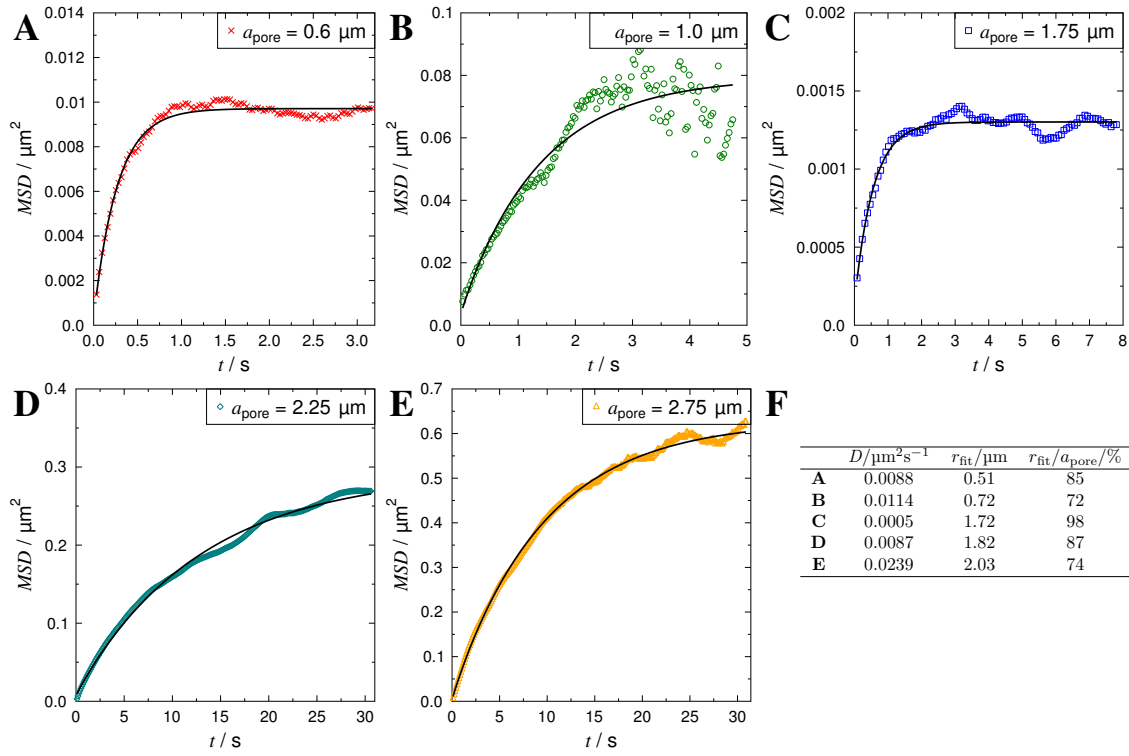 A
a_pore = 0.6 µm
MSD / µm²
0.014
0.012
0.010
0.008
0.006
0.004
0.002
0.0
0.0 0.5 1.0 1.5 2.0 2.5 3.0
t / s
B
a_pore = 1.0 µm
MSD / µm²
0.1
0.08
0.06
0.04
0.02
0.0
0 1 2 3 4 5
t / s
C
a_pore = 1.75 µm
MSD / µm²
0.002
0.0015
0.001
0.0005
0.0
0 1 2 3 4 5 6 7 8
t / s
D
a_pore = 2.25 µm
MSD / µm²
0.4
0.3
0.2
0.1
0.0
0 5 10 15 20 25 30
t / s
E
a_pore = 2.75 µm
MSD / µm²
0.7
0.6
0.5
0.4
0.3
0.2
0.1
0.0
0 5 10 15 20 25 30
t / s
F
D/µm²s⁻¹ r_fit/µm r_fit/a_pore/%
A 0.0088 0.51 85
B 0.0114 0.72 72
C 0.0005 1.72 98
D 0.0087 1.82 87
E 0.0239 2.03 74